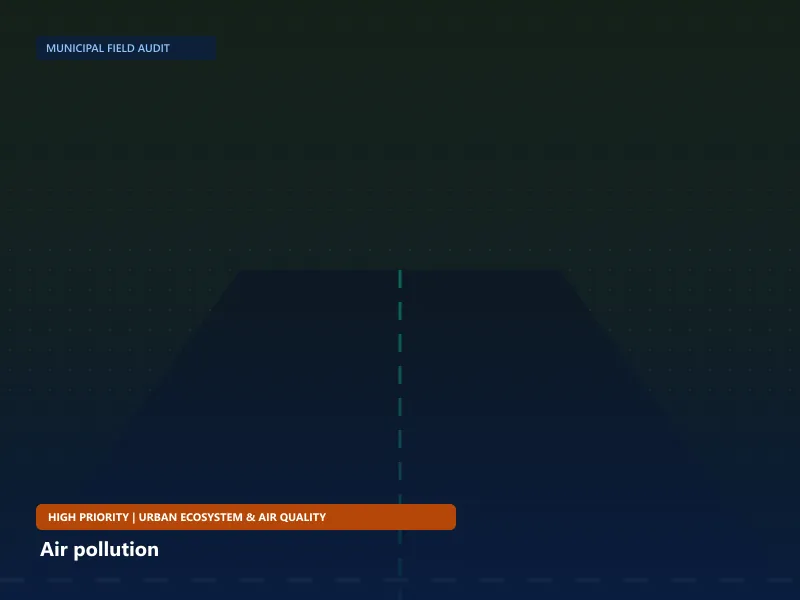 MUNICIPAL FIELD AUDIT
HIGH PRIORITY | URBAN ECOSYSTEM & AIR QUALITY
Air pollution